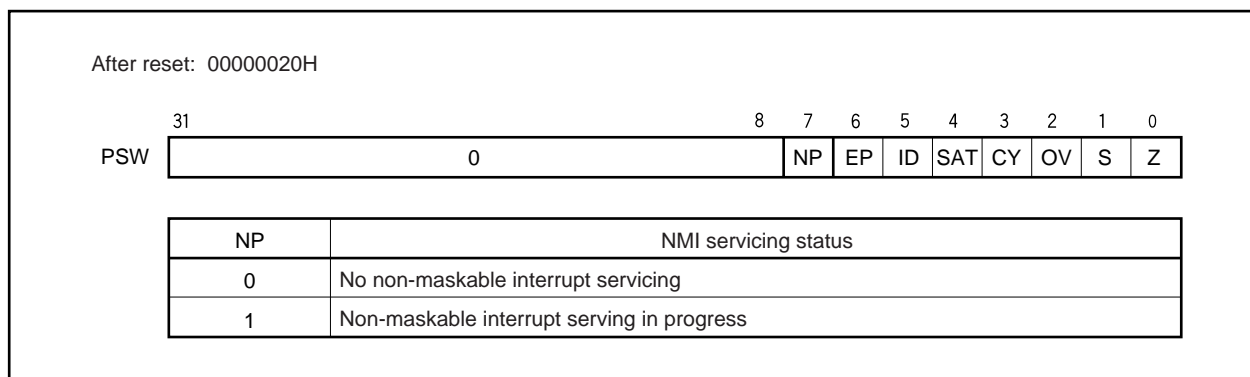 After reset: 00000020H
31 8 7 6 5 4 3 2 1 0
PSW 0 NP EP ID SAT CY OV S Z
NP NMI servicing status
0 No non-maskable interrupt servicing
1 Non-maskable interrupt serving in progress